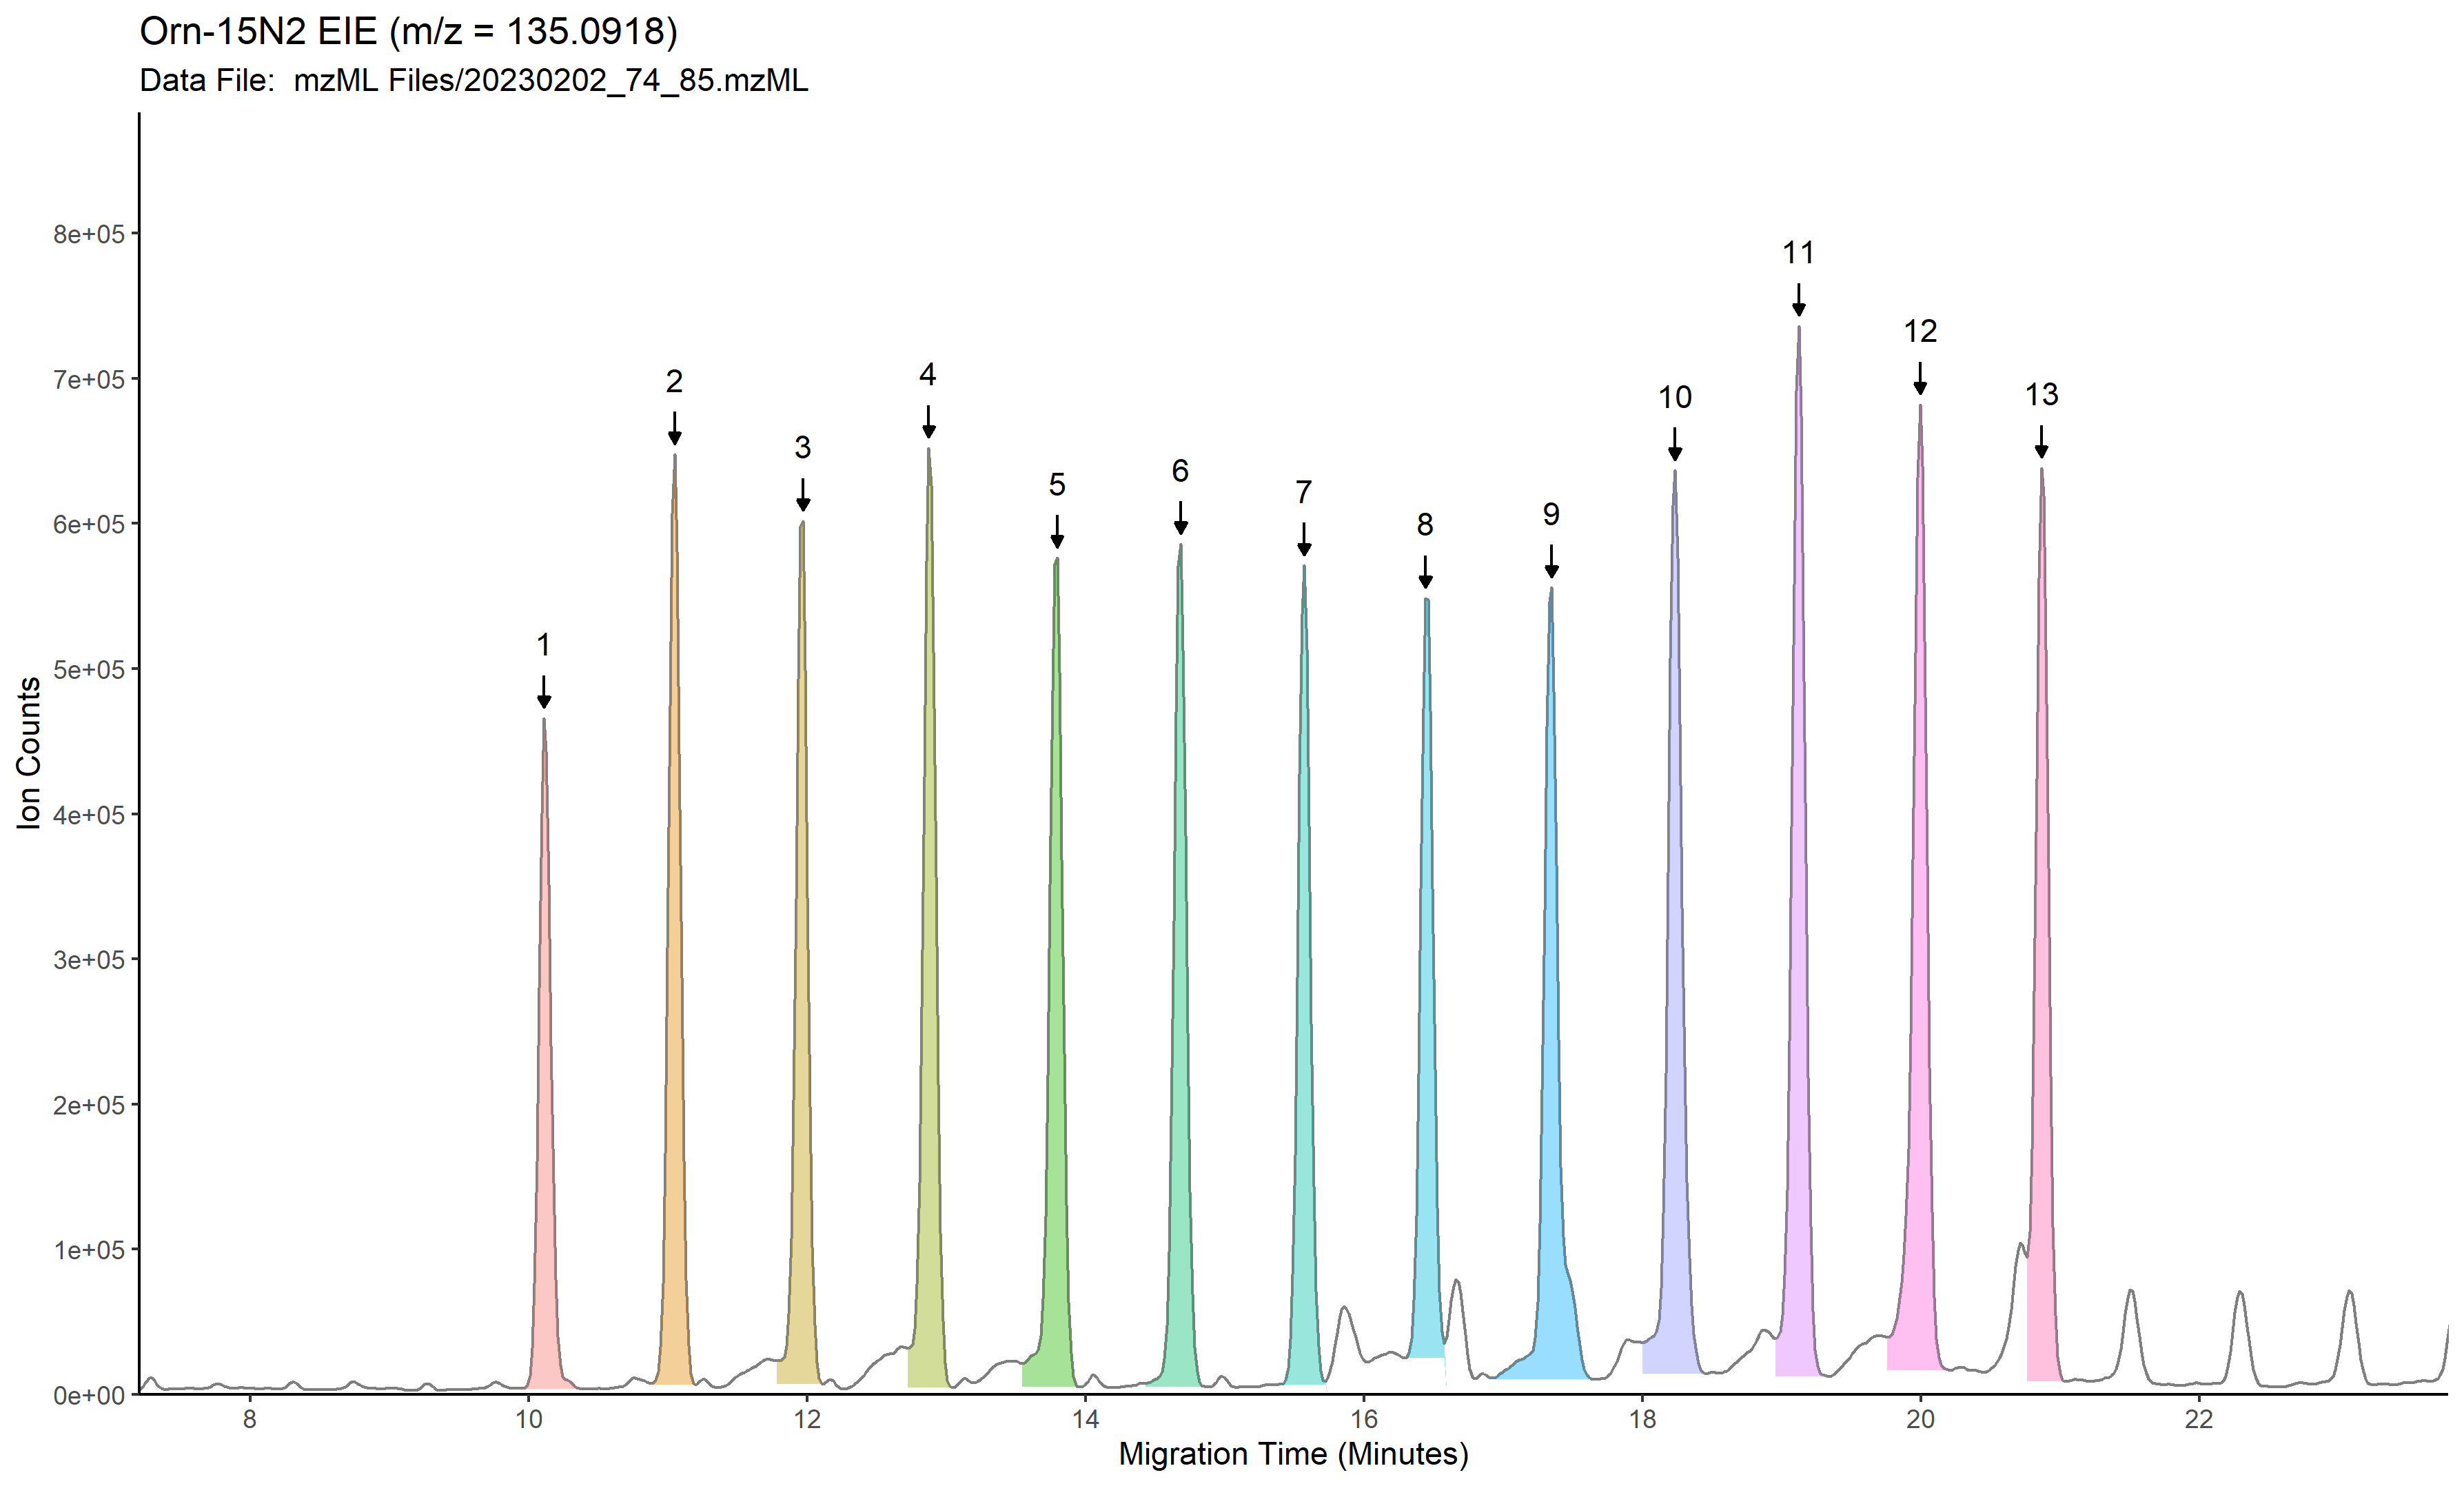 Orn-15N2 EIE (m/z = 135.0918)
Data File:  mzML Files/20230202_74_85.mzML
11
12
4
2
10
13
3
6
5
7
9
8
1
8e+05
7e+05
6e+05
5e+05
4e+05
3e+05
2e+05
1e+05
0e+00
Ion Counts
8 10 12 14 16 18 20 22
Migration Time (Minutes)